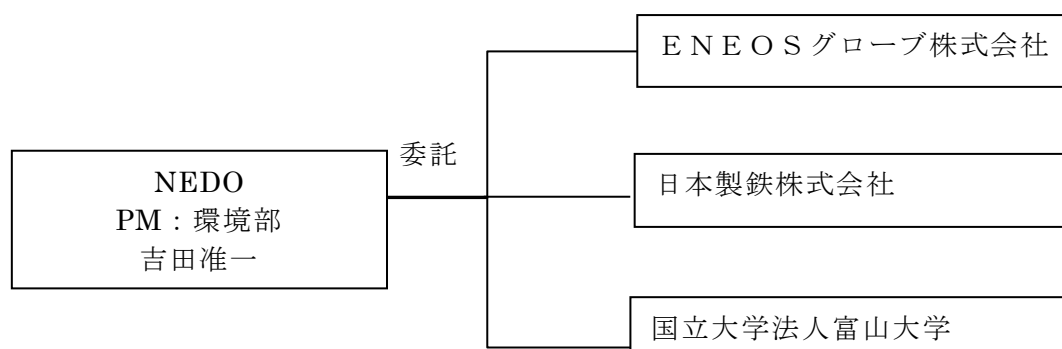 ＥＮＥＯＳグローブ株式会社
委託
NEDO
PM：環境部
吉田准一
日本製鉄株式会社
国立大学法人富山大学